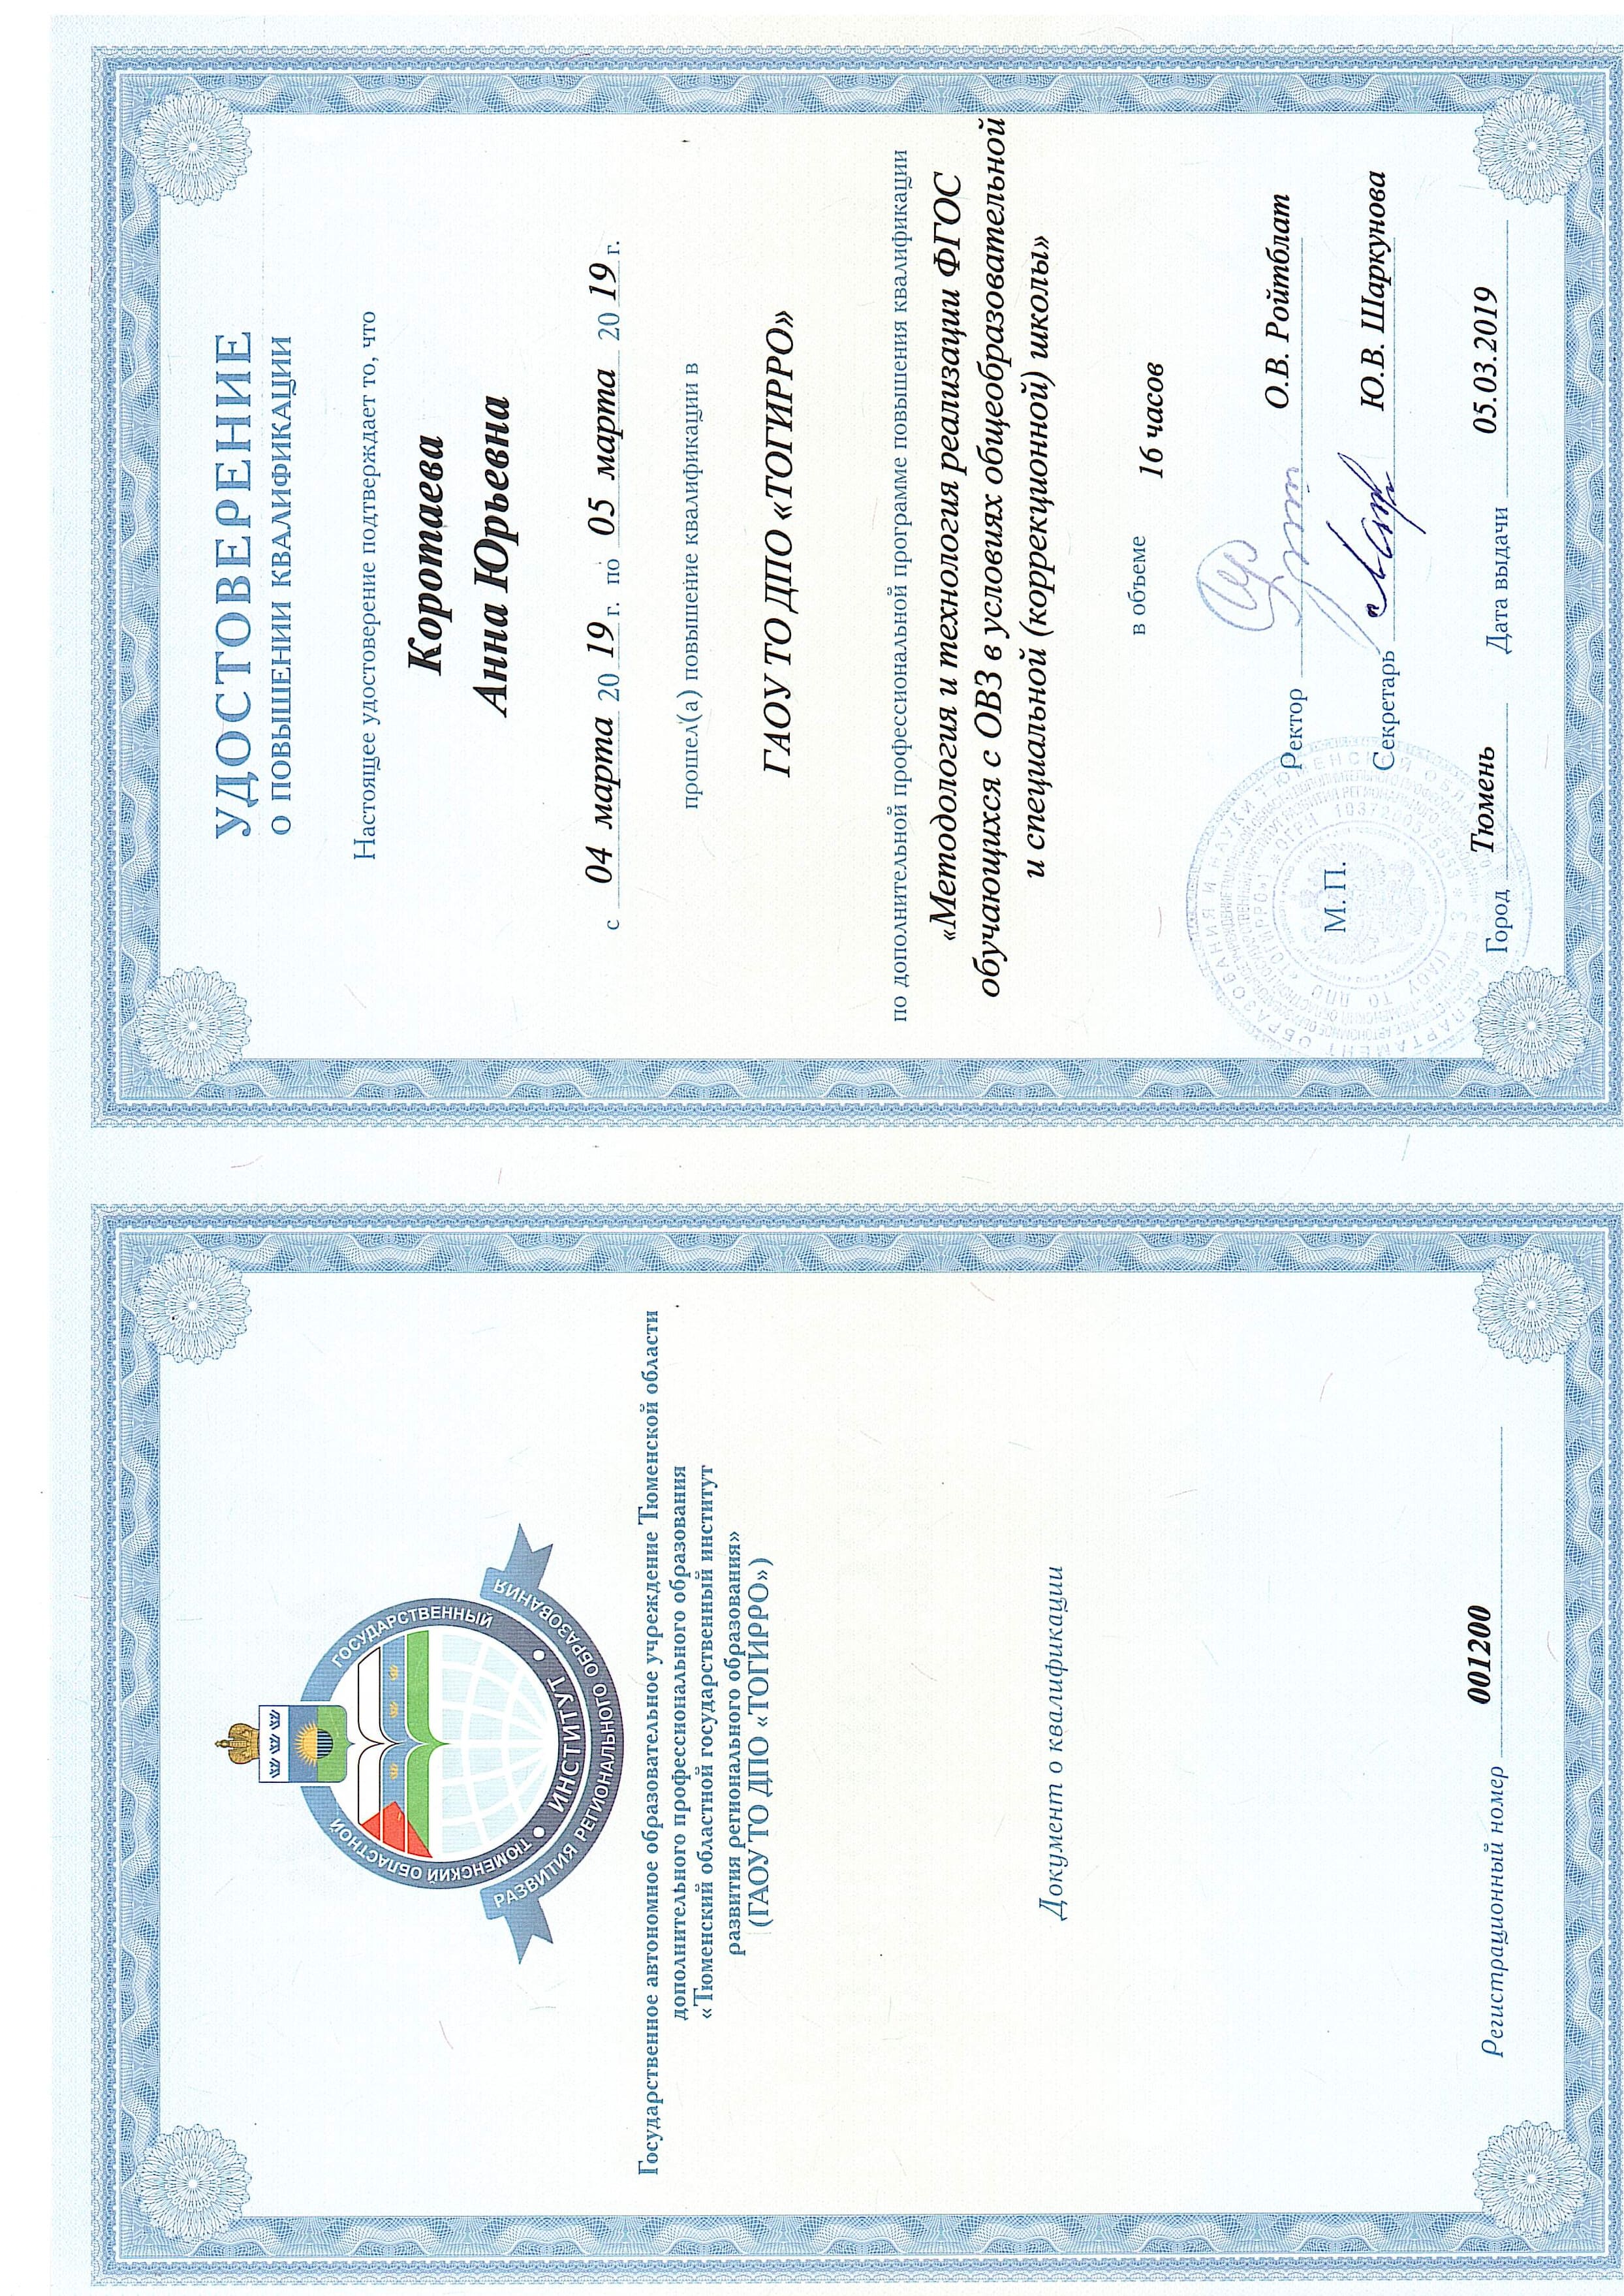 ТЮМЕНСКИЙ ОБЛАСТНОЙ ГОСУДАРСТВЕННЫЙ
ИНСТИТУТ
РАЗВИТИЯ РЕГИОНАЛЬНОГО ОБРАЗОВАНИЯ
Государственное автономное образовательное учреждение Тюменской области
дополнительного профессионального образования
«Тюменский областной государственный институт
развития регионального образования»
(ГАОУ ТО ДПО «ТОГИРРО»)
Документ о квалификации
Регистрационный номер 001200
УДОСТОВЕРЕНИЕ
О ПОВЫШЕНИИ КВАЛИФИКАЦИИ
Настоящее удостоверение подтверждает то, что
Коротаева
Анна Юрьевна
с 04 марта 20 19 г. по 05 марта 20 19 г.
прошел(а) повышение квалификации в
ГАОУ ТО ДПО «ТОГИРРО»
по дополнительной профессиональной программе повышения квалификации
«Методология и технология реализации ФГОС
обучающихся с ОВЗ в условиях общеобразовательной
и специальной (коррекционной) школы»
в объеме 16 часов
Ректор О.В. Ройтблат
М. П.
Секретарь Ю.В. Шаркунова
Город Тюмень Дата выдачи 05.03.2019